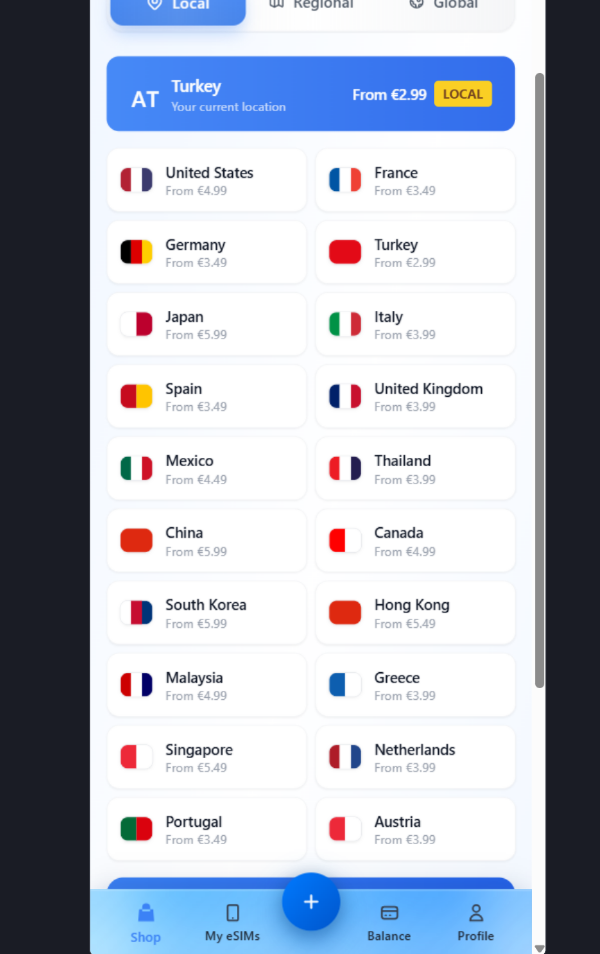 Local
Regional
Global
AT
Turkey
Your current location
From €2.99
LOCAL
United States
From €4.99
France
From €3.49
Germany
From €3.49
Turkey
From €2.99
Japan
From €5.99
Italy
From €3.99
Spain
From €3.49
United Kingdom
From €3.99
Mexico
From €4.49
Thailand
From €3.99
China
From €5.99
Canada
From €4.99
South Korea
From €5.99
Hong Kong
From €5.49
Malaysia
From €4.99
Greece
From €3.99
Singapore
From €5.49
Netherlands
From €3.99
Portugal
From €3.49
Austria
From €3.99
Shop
My eSIMs
Balance
Profile